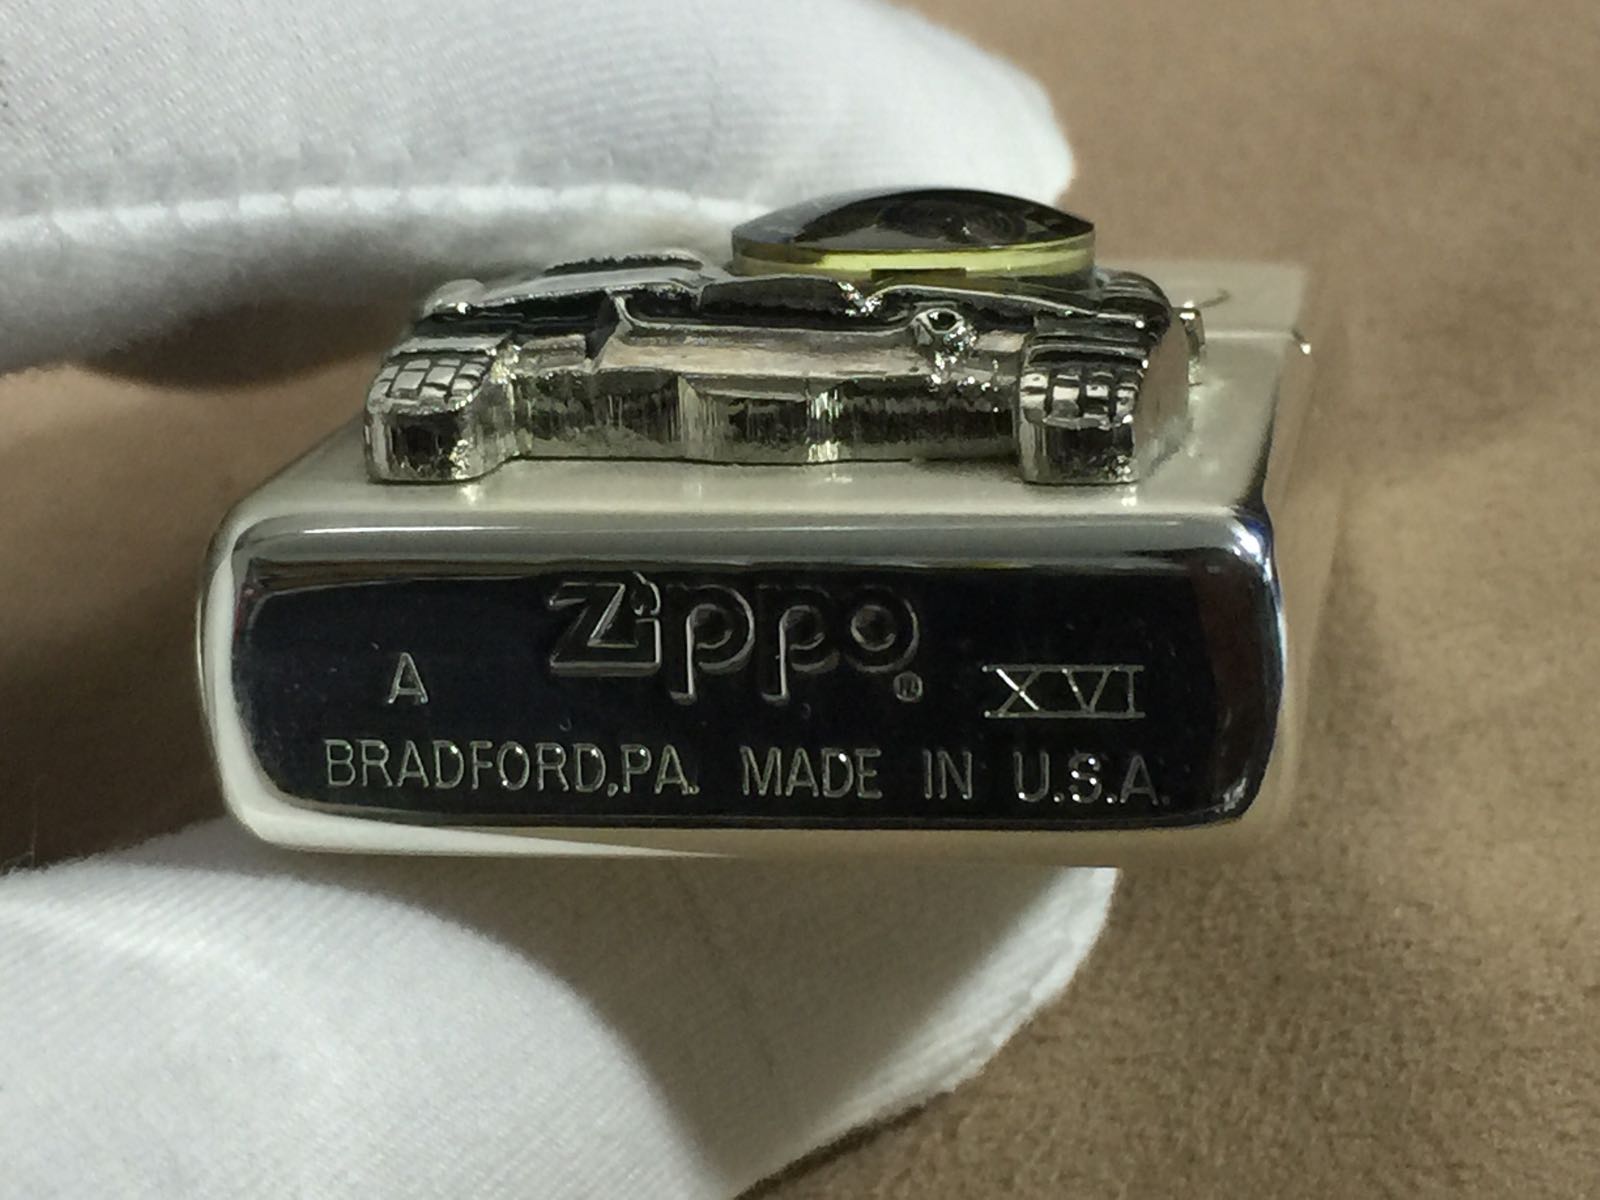 Zippo®
A XVI
BRADFORD,PA. MADE IN U.S.A.